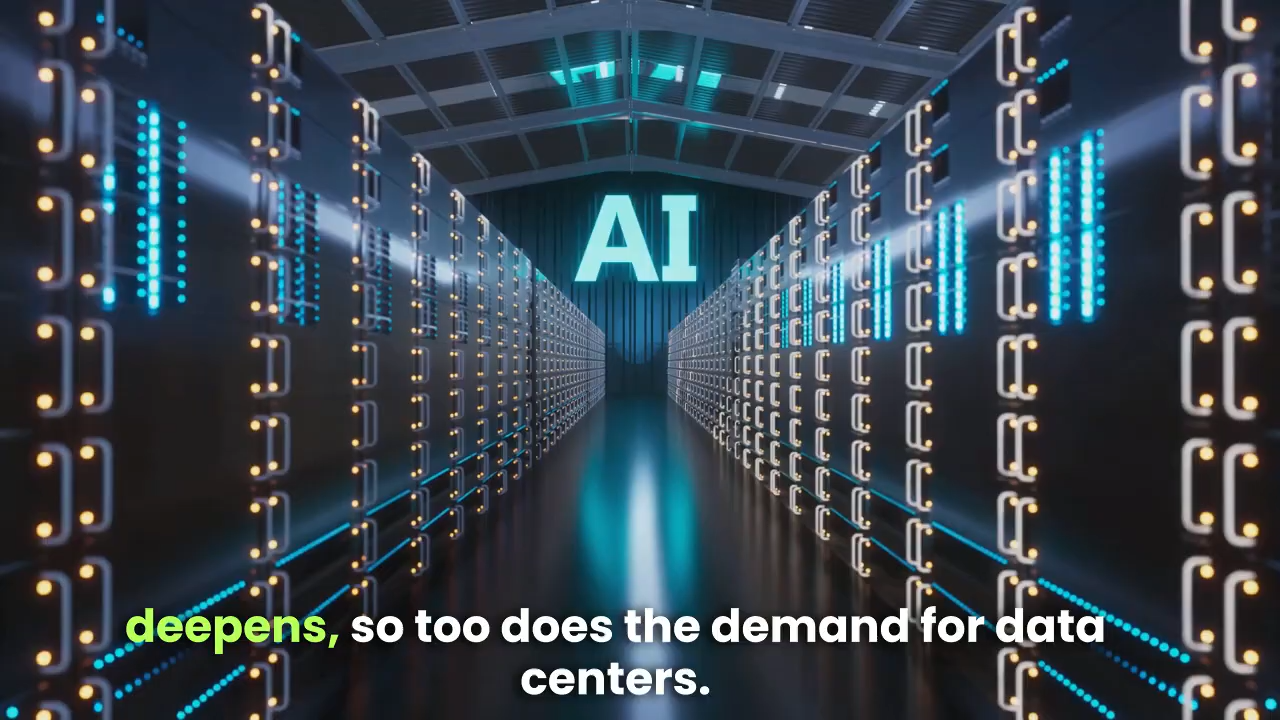 AI
deepens, so too does the demand for data
centers.